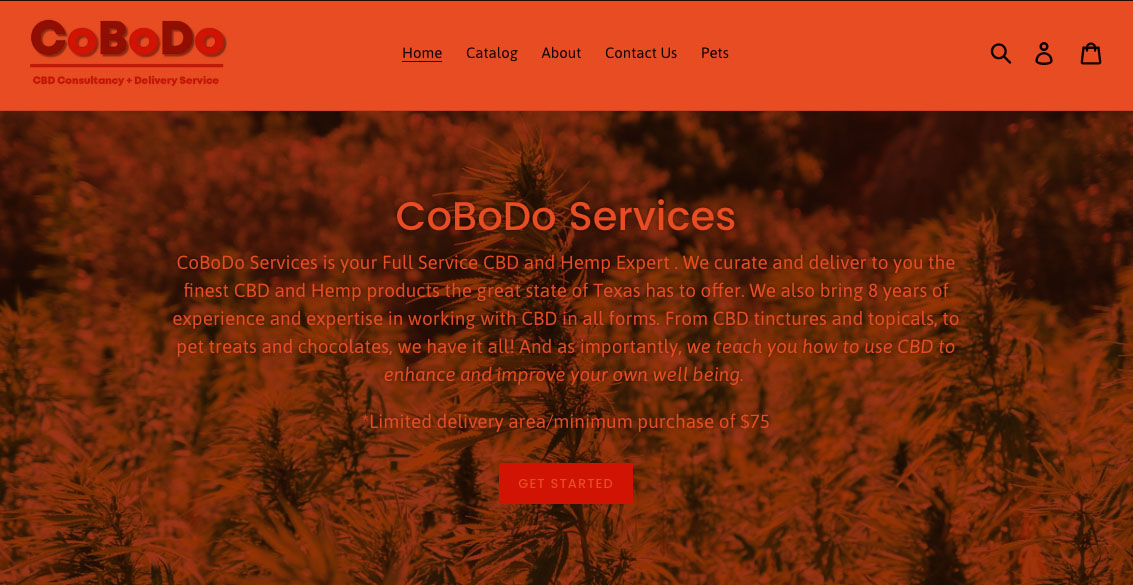 CoBoDo
CBD Consultancy + Delivery Service
Home Catalog About Contact Us Pets
CoBoDo Services
CoBoDo Services is your Full Service CBD and Hemp Expert . We curate and deliver to you the
finest CBD and Hemp products the great state of Texas has to offer. We also bring 8 years of
experience and expertise in working with CBD in all forms. From CBD tinctures and topicals, to
pet treats and chocolates, we have it all! And as importantly, we teach you how to use CBD to
enhance and improve your own well being.
*Limited delivery area/minimum purchase of $75
GET STARTED